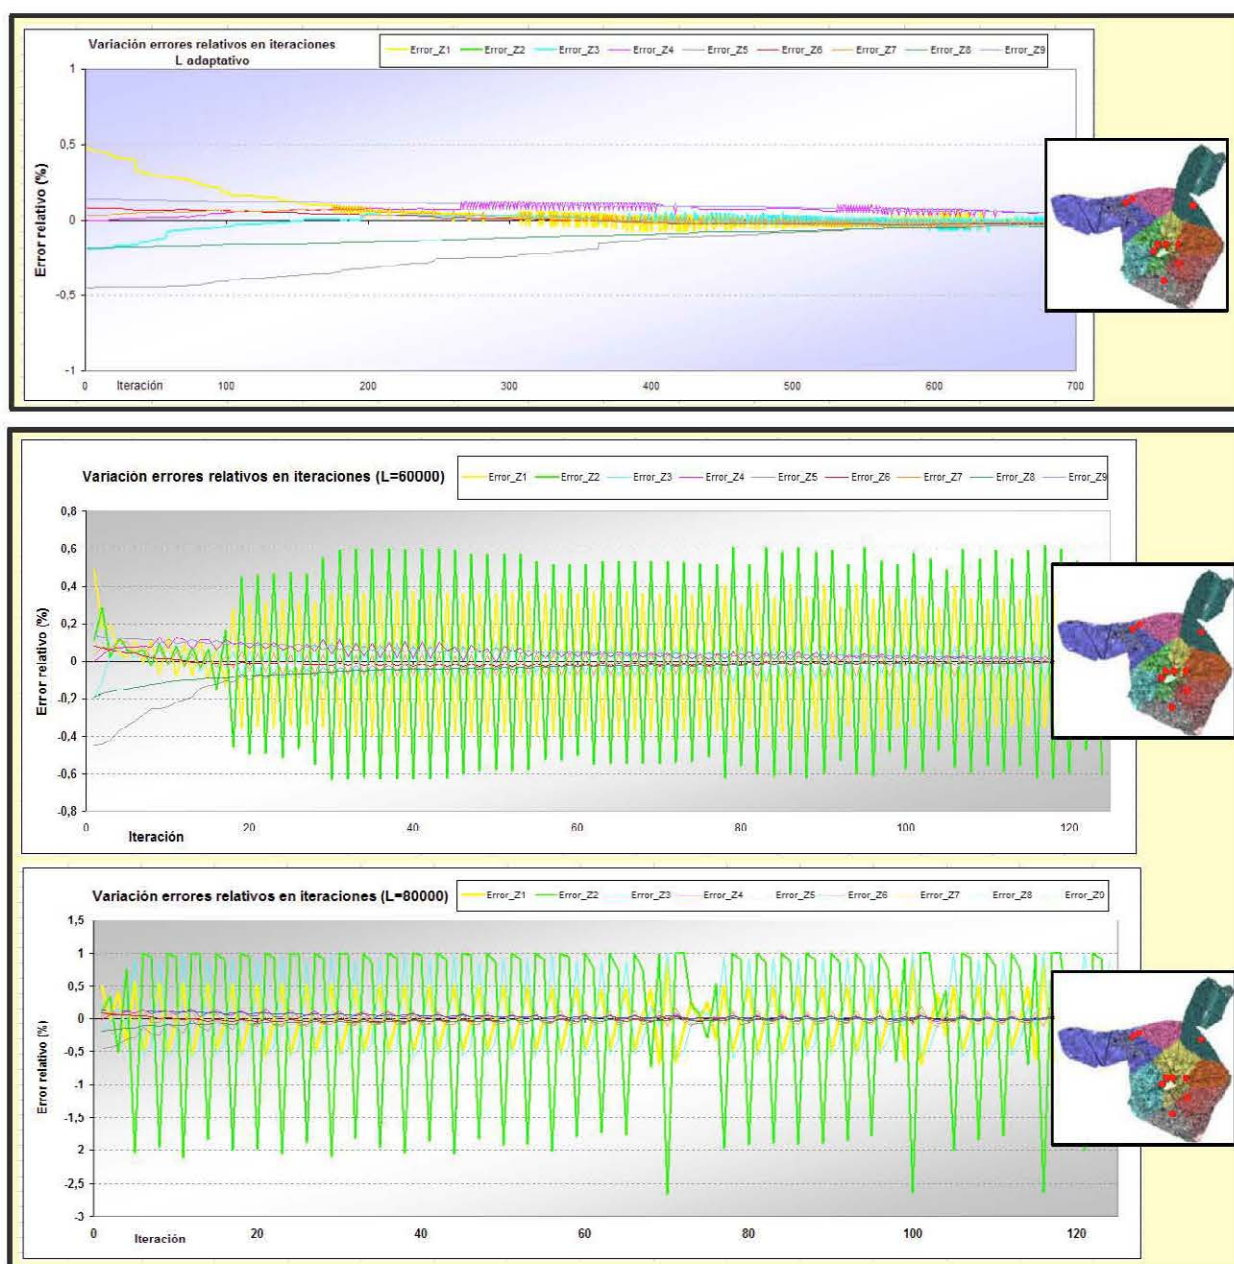 Variación errores relativos en iteraciones
L adaptativo
Error_Z1 Error_Z2 Error_Z3 Error_Z4 Error_Z5 Error_Z6 Error_Z7 Error_Z8 Error_Z9
Error relativo (%)
1
0,5
0
-0,5
-1
0 100 200 300 400 500 600 700
Iteración
Variación errores relativos en iteraciones (L=60000)
Error_Z1 Error_Z2 Error_Z3 Error_Z4 Error_Z5 Error_Z6 Error_Z7 Error_Z8 Error_Z9
Error relativo (%)
0,8
0,6
0,4
0,2
0
-0,2
-0,4
-0,6
-0,8
0 20 40 60 80 100 120
Iteración
Variación errores relativos en iteraciones (L=80000)
Error_Z1 Error_Z2 Error_Z3 Error_Z4 Error_Z5 Error_Z6 Error_Z7 Error_Z8
Error relativo (%)
1,5
1
0,5
0
-0,5
1
-1,5
2
-2,5
-3
0 20 40 60 80 100 120
Iteración